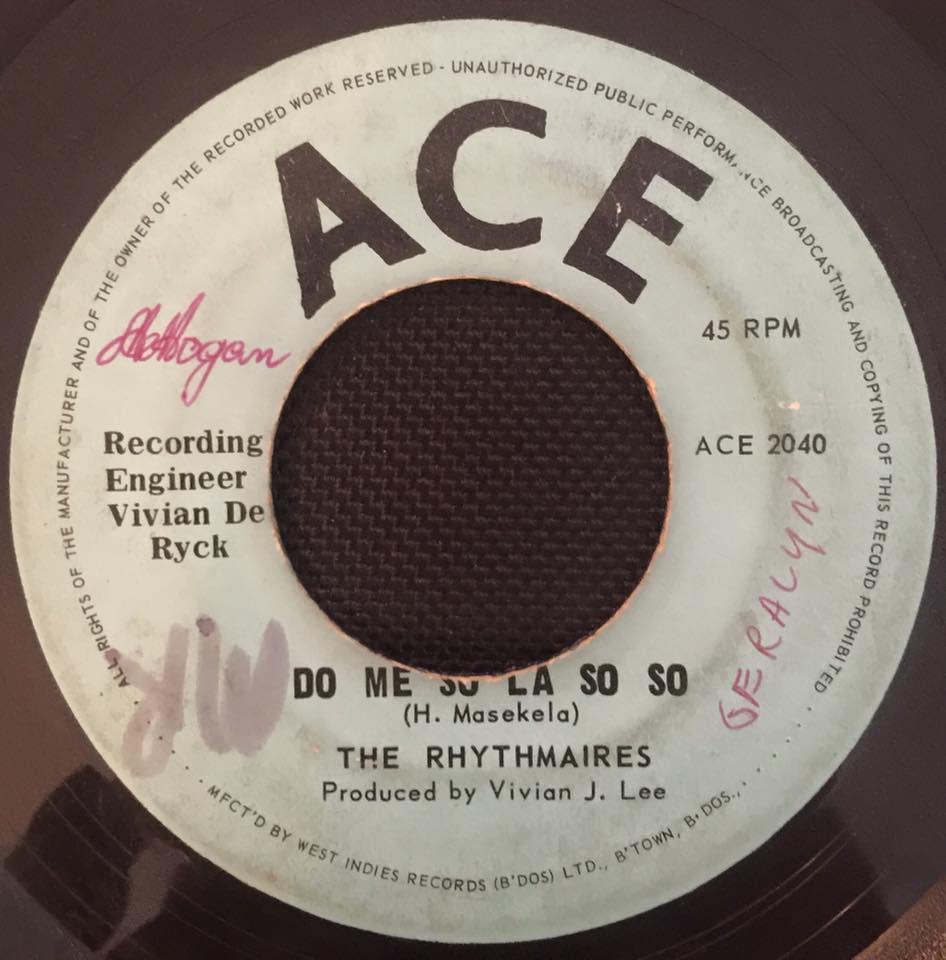 ALL RIGHTS OF THE MANUFACTURER AND OF THE OWNER OF THE RECORDED WORK RESERVED - UNAUTHORIZED PUBLIC PERFORMANCE BROADCASTING AND COPYING OF THIS RECORD PROHIBITED
ACE
45 RPM
ACE 2040
Recording
Engineer
Vivian De
Ryck
GERALYN
DO ME SO LA SO SO
(H. Masekela)
THE RHYTHMAIRES
Produced by Vivian J. Lee
MFCT'D BY WEST INDIES RECORDS (B'DOS) LTD., B'TOWN, B'DOS.,